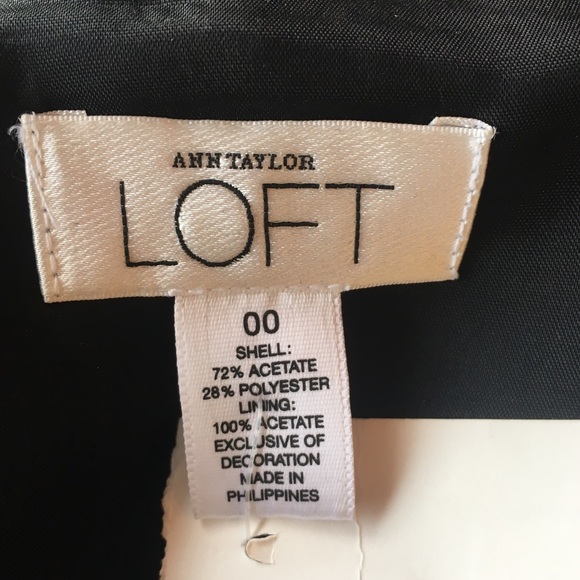 ANN TAYLOR
LOFT
00
SHELL:
72% ACETATE
28% POLYESTER
LINING:
100% ACETATE
EXCLUSIVE OF
DECORATION
MADE IN
PHILIPPINES